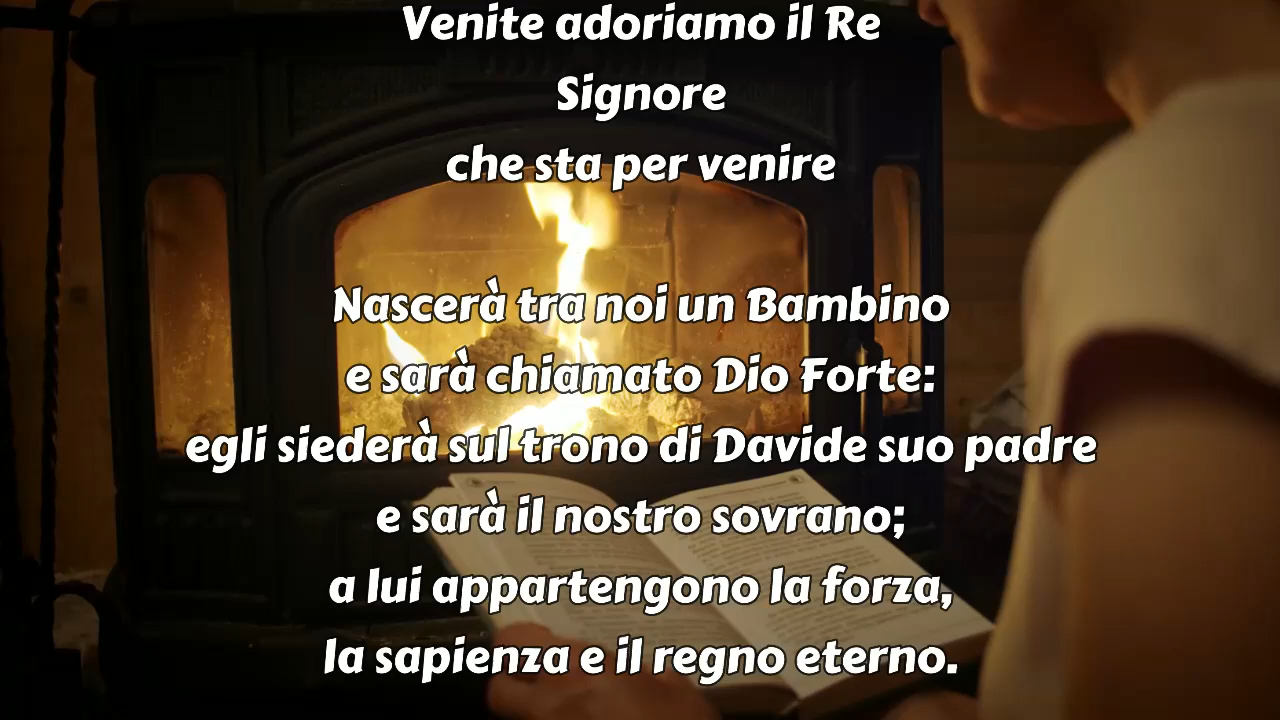 Venite adoriamo il Re
Signore
che sta per venire
Nascerà tra noi un Bambino
e sarà chiamato Dio Forte:
egli siederà sul trono di Davide suo padre
e sarà il nostro sovrano;
a lui appartengono la forza,
la sapienza e il regno eterno.